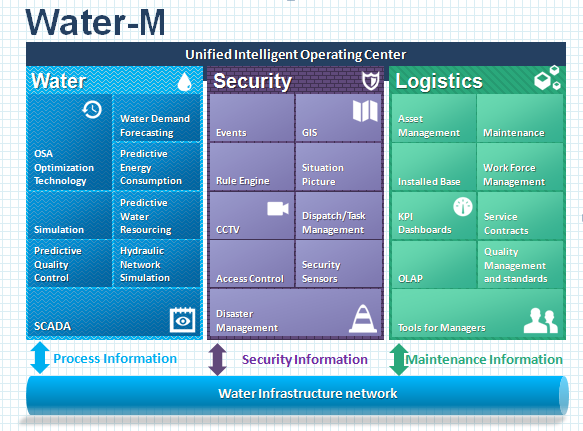 Water-M
Unified Intelligent Operating Center
Water
OSA
Optimization
Technology
Water Demand
Forecasting
Predictive
Energy
Consumption
Simulation
Predictive
Water
Resourcing
Predictive
Quality
Control
Hydraulic
Network
Simulation
SCADA
Security
Events
GIS
Rule Engine
Situation
Picture
CCTV
Dispatch/Task
Management
Access Control
Security
Sensors
Disaster
Management
Logistics
Asset
Management
Maintenance
Installed Base
Work Force
Management
KPI
Dashboards
Service
Contracts
OLAP
Quality
Management
and standards
Tools for Managers
Process Information
Security Information
Maintenance Information
Water Infrastructure network